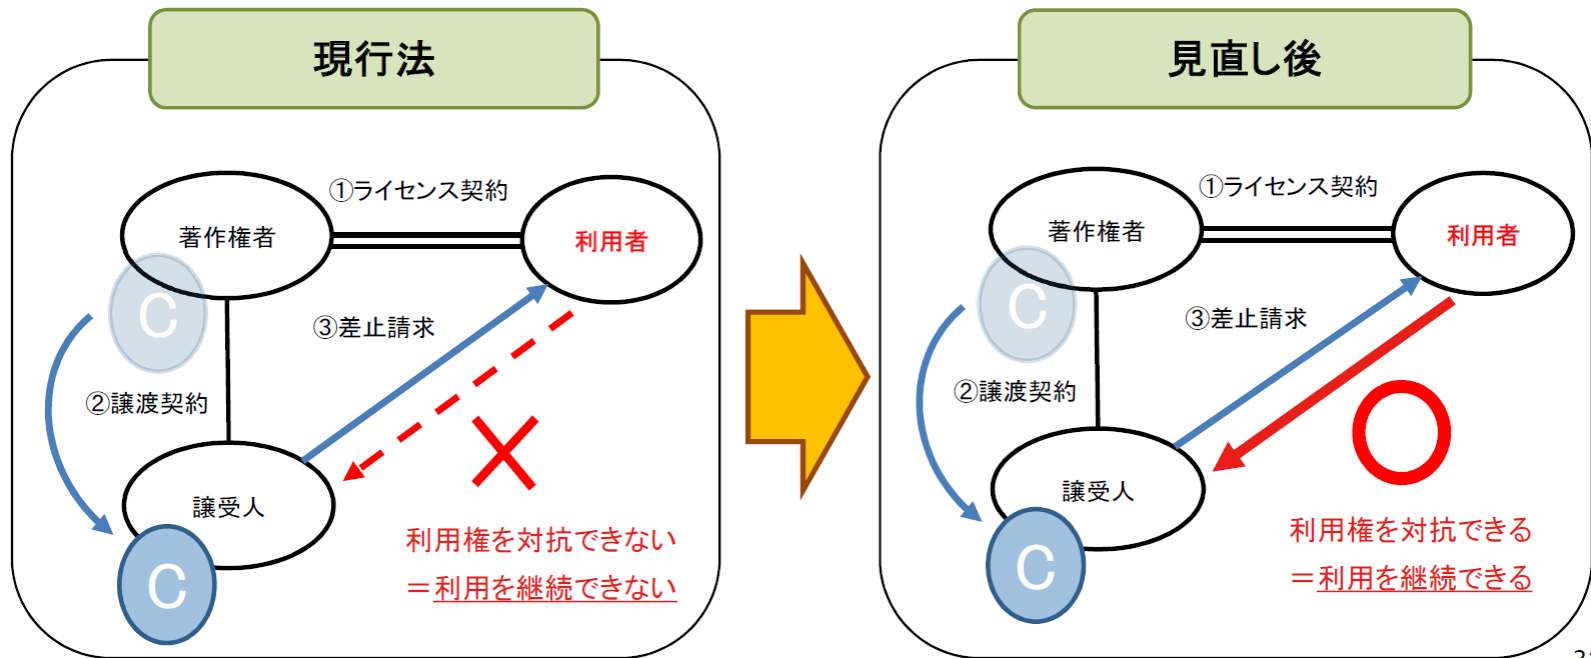 現行法
①ライセンス契約
著作権者
利用者
C
③差止請求
②譲渡契約
譲受人
C
利用権を対抗できない
＝利用を継続できない
見直し後
①ライセンス契約
著作権者
利用者
C
③差止請求
②譲渡契約
譲受人
C
利用権を対抗できる
＝利用を継続できる